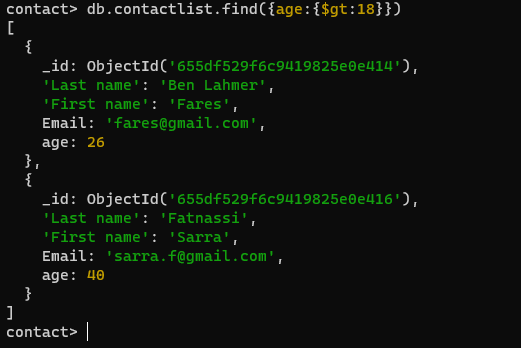 contact> db.contactlist.find({age:{$gt:18}})
[
  {
    _id: ObjectId('655df529f6c9419825e0e414'),
    'Last name': 'Ben Lahmer',
    'First name': 'Fares',
    Email: 'fares@gmail.com',
    age: 26
  },
  {
    _id: ObjectId('655df529f6c9419825e0e416'),
    'Last name': 'Fatnassi',
    'First name': 'Sarra',
    Email: 'sarra.f@gmail.com',
    age: 40
  }
]
contact>